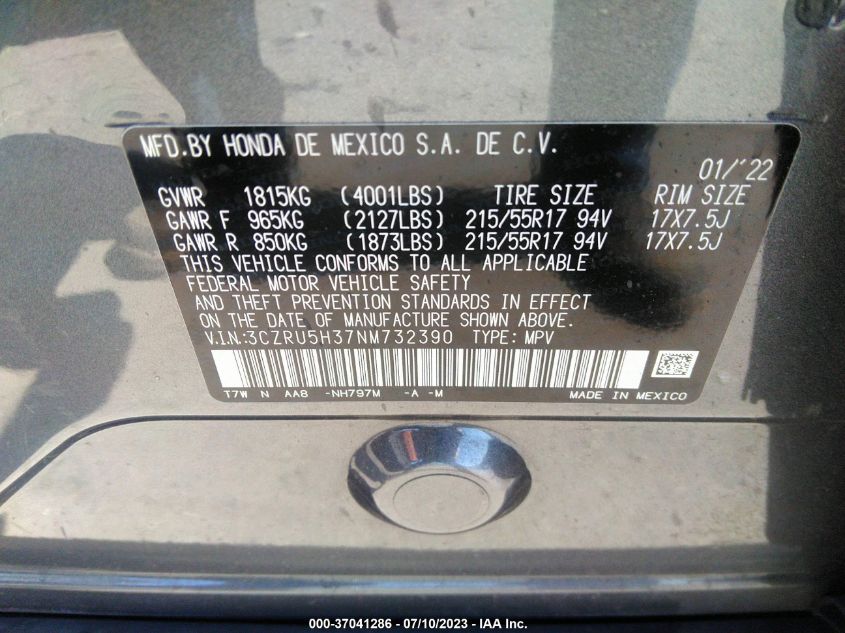 MFD.BY HONDA DE MEXICO S.A. DE C.V.
01/'22
GVWR 1815KG (4001LBS) TIRE SIZE RIM SIZE
GAWR F 965KG (2127LBS) 215/55R17 94V 17X7.5J
GAWR R 850KG (1873LBS) 215/55R17 94V 17X7.5J
THIS VEHICLE CONFORMS TO ALL APPLICABLE
FEDERAL MOTOR VEHICLE SAFETY
AND THEFT PREVENTION STANDARDS IN EFFECT
ON THE DATE OF MANUFACTURE SHOWN ABOVE.
V.I.N:3CZRU5H37NM732390 TYPE: MPV
T7W N AA8 -NH797M -A -M MADE IN MEXICO
000-37041286 - 07/10/2023 - IAA Inc.